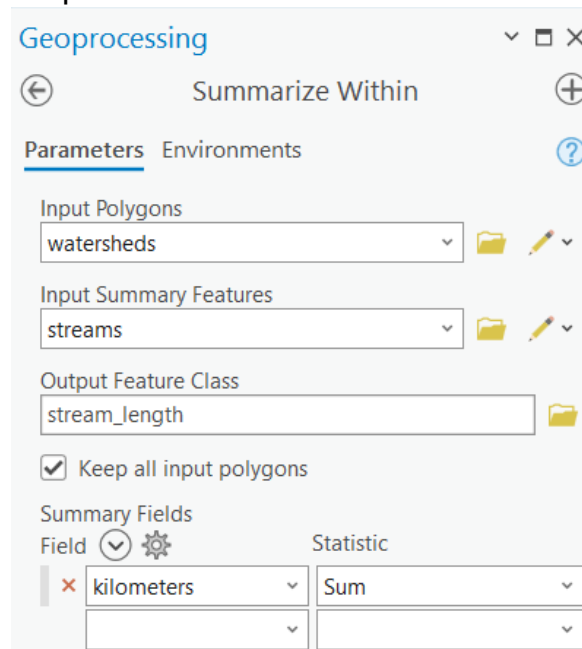 Geoprocessing
Summarize Within
Parameters Environments
Input Polygons
watersheds
Input Summary Features
streams
Output Feature Class
stream_length
Keep all input polygons
Summary Fields
Field Statistic
kilometers Sum